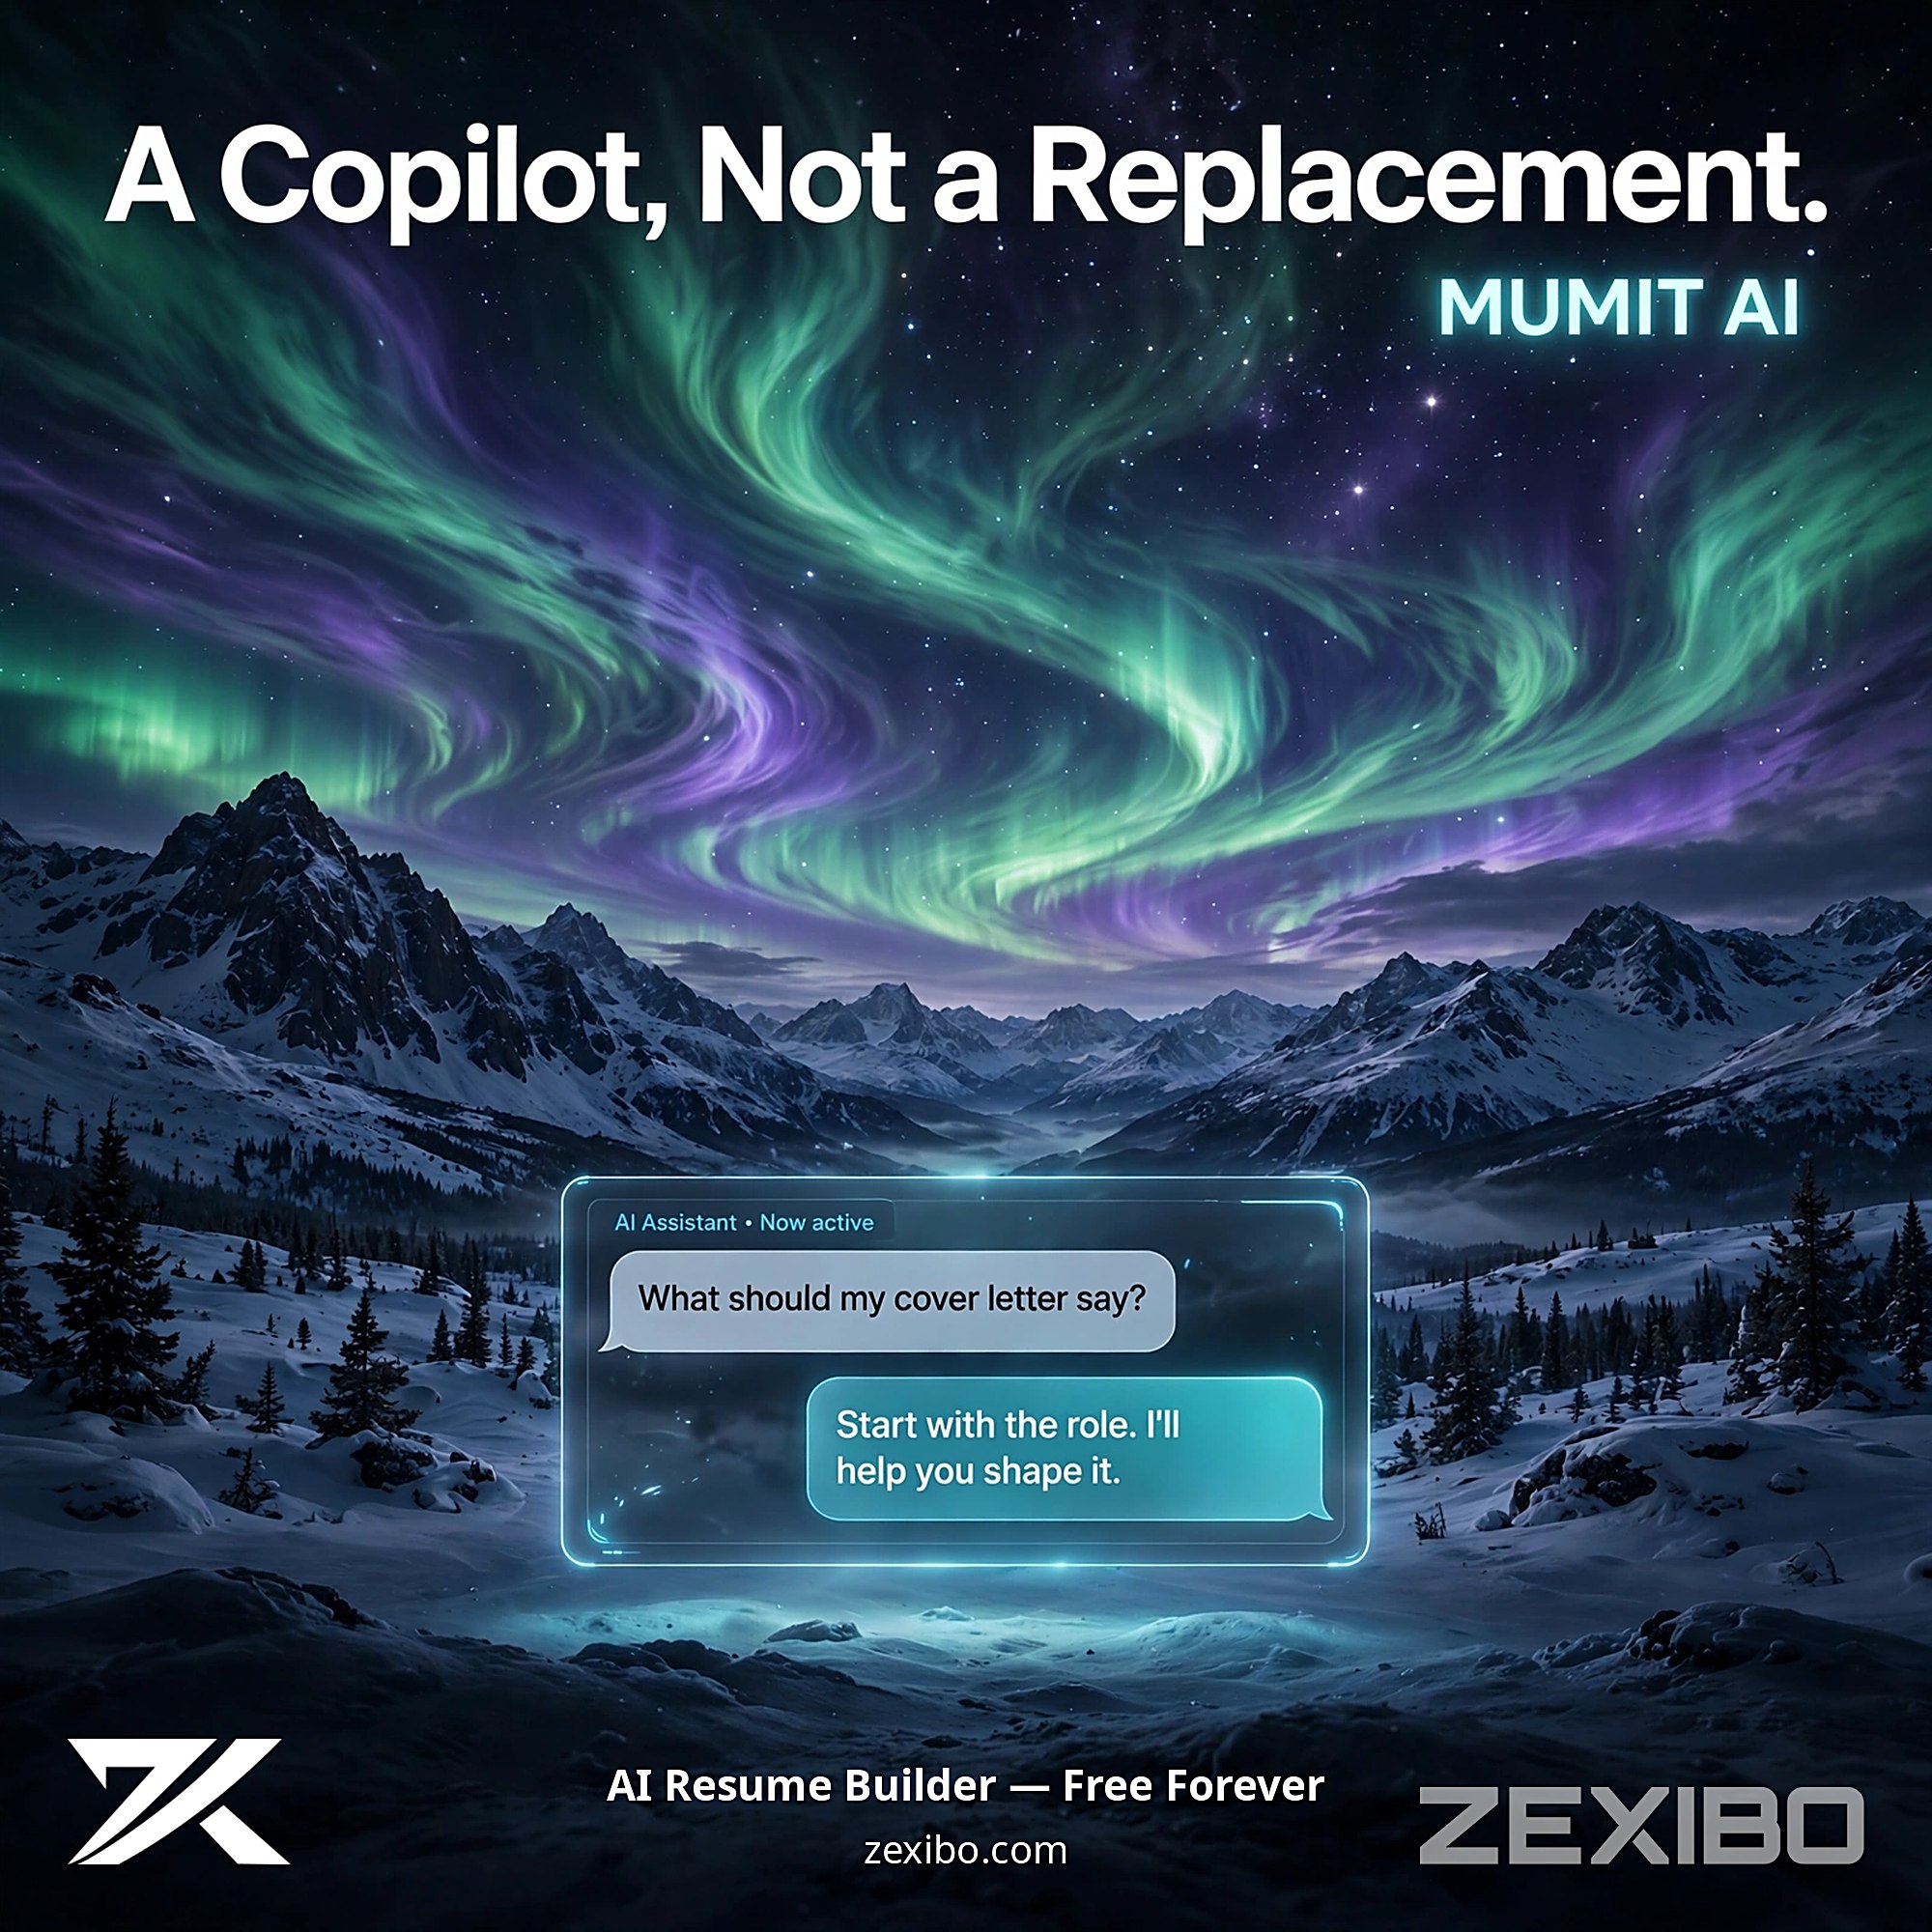 A Copilot, Not a Replacement.
MUMIT AI
AI Assistant • Now active
What should my cover letter say?
Start with the role. I'll
help you shape it.
AI Resume Builder — Free Forever
zexibo.com
ZEXIBO